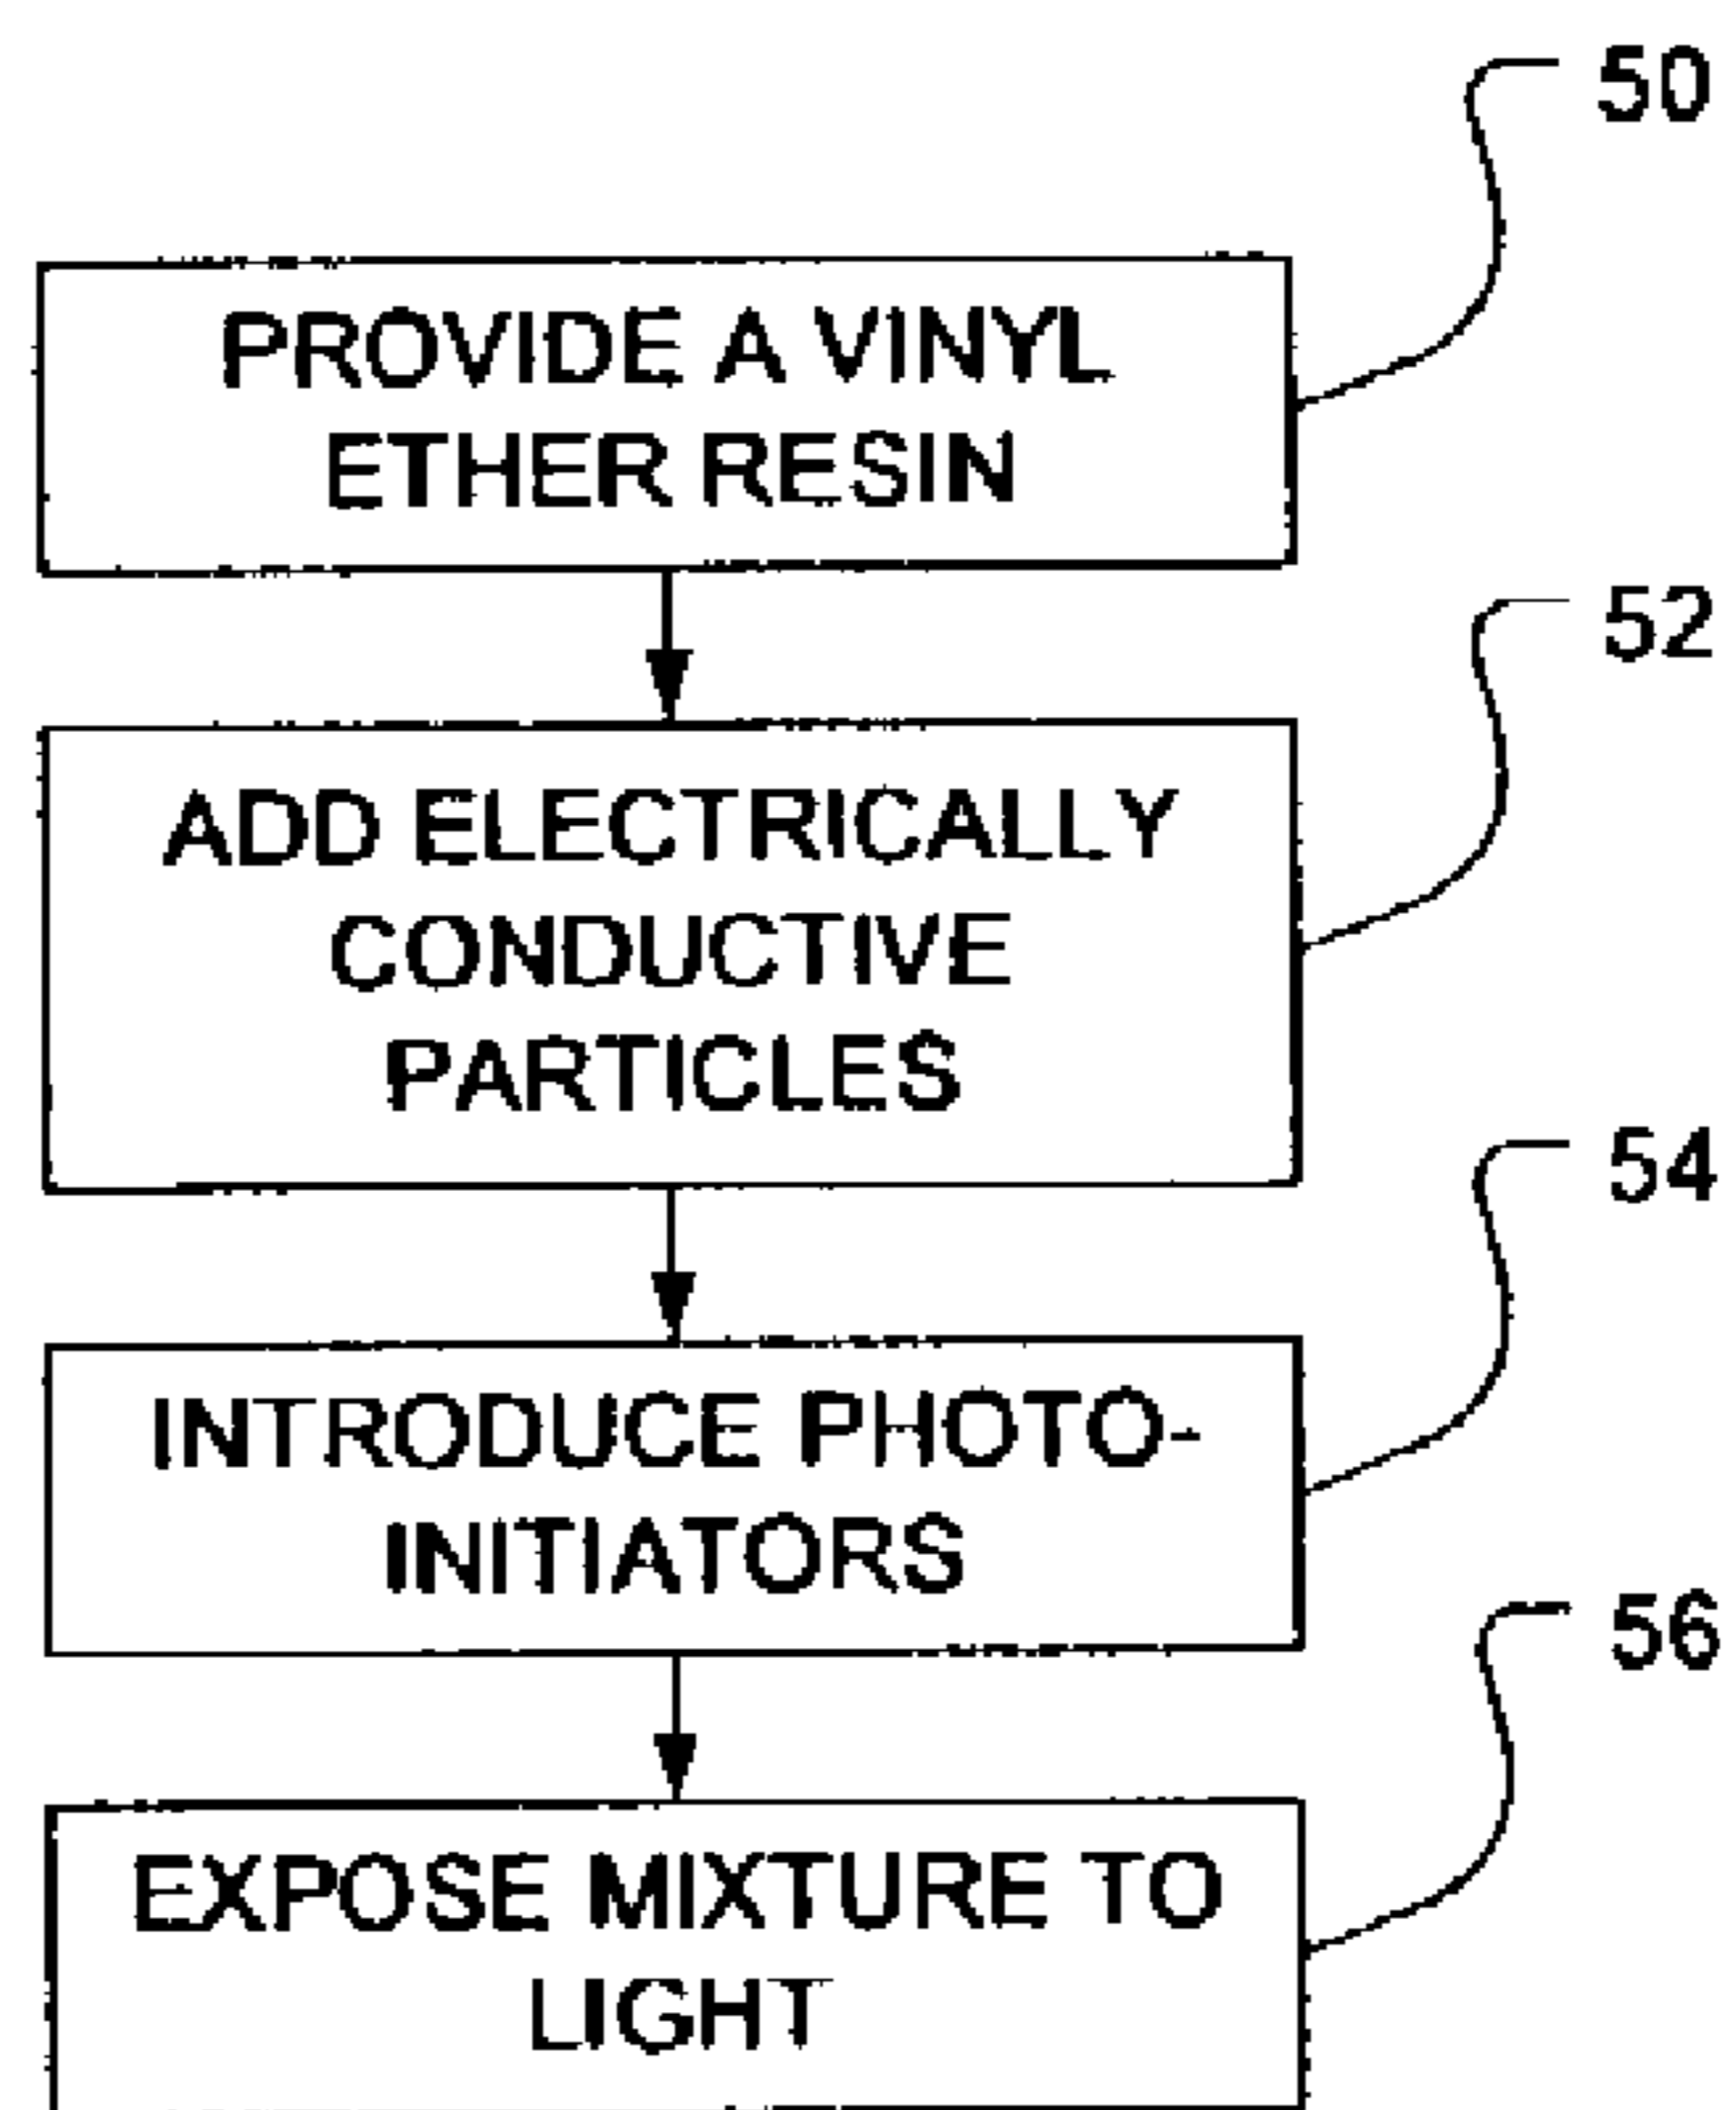 50
PROVIDE A VINYL
ETHER RESIN
52
ADD ELECTRICALLY
CONDUCTIVE
PARTICLES
54
INTRODUCE PHOTO-
INITIATORS
56
EXPOSE MIXTURE TO
LIGHT